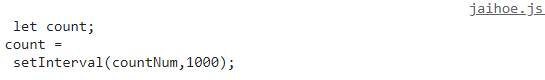 jaihoe.js
let count;
count =
setInterval(countNum,1000);